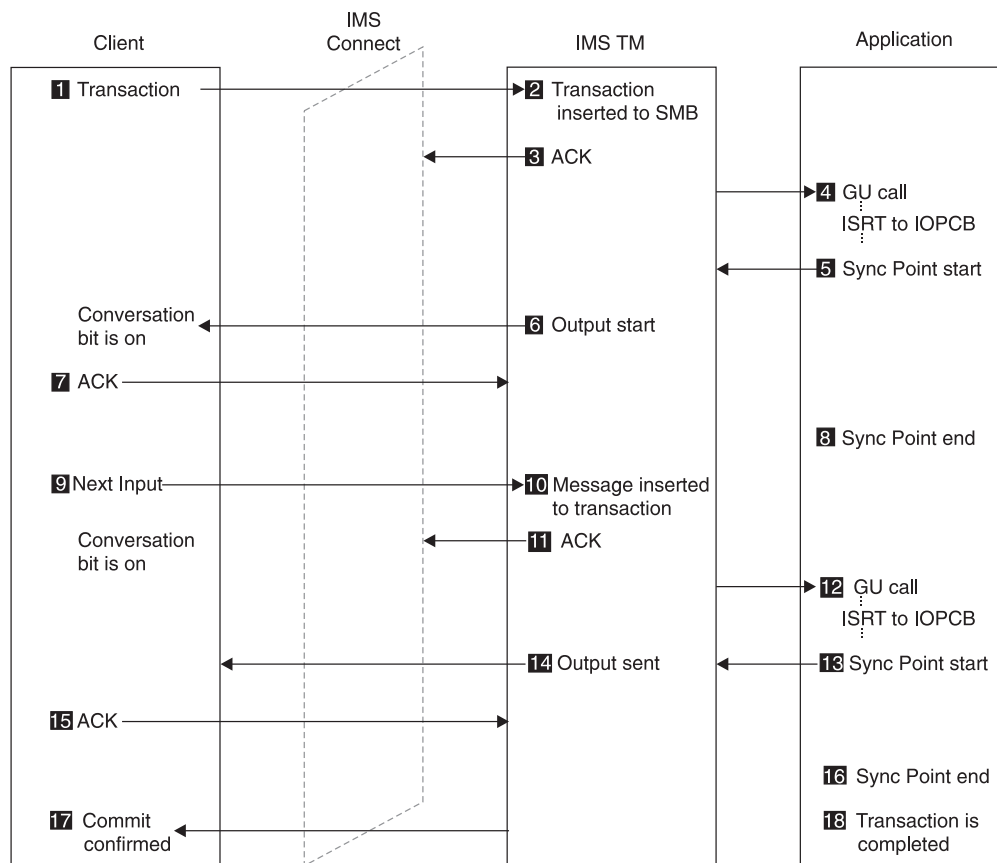 Client
IMS
Connect
IMS TM
Application
1 Transaction
2 Transaction
inserted to SMB
3 ACK
4 GU call
ISRT to IOPCB
5 Sync Point start
Conversation
bit is on
6 Output start
7 ACK
8 Sync Point end
9 Next Input
10 Message inserted
to transaction
Conversation
bit is on
11 ACK
12 GU call
ISRT to IOPCB
14 Output sent
13 Sync Point start
15 ACK
16 Sync Point end
17 Commit
confirmed
18 Transaction is
completed